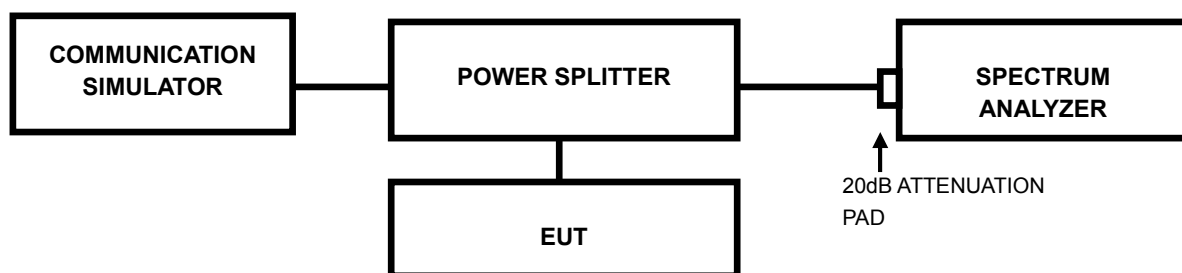 COMMUNICATION
SIMULATOR
POWER SPLITTER
SPECTRUM
ANALYZER
20dB ATTENUATION
PAD
EUT